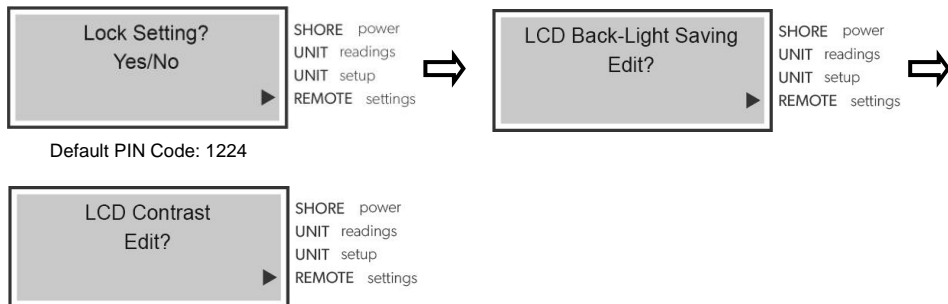 Lock Setting?
Yes/No
SHORE power
UNIT readings
UNIT setup
REMOTE settings
Default PIN Code: 1224
LCD Back-Light Saving
Edit?
SHORE power
UNIT readings
UNIT setup
REMOTE settings
LCD Contrast
Edit?
SHORE power
UNIT readings
UNIT setup
REMOTE settings